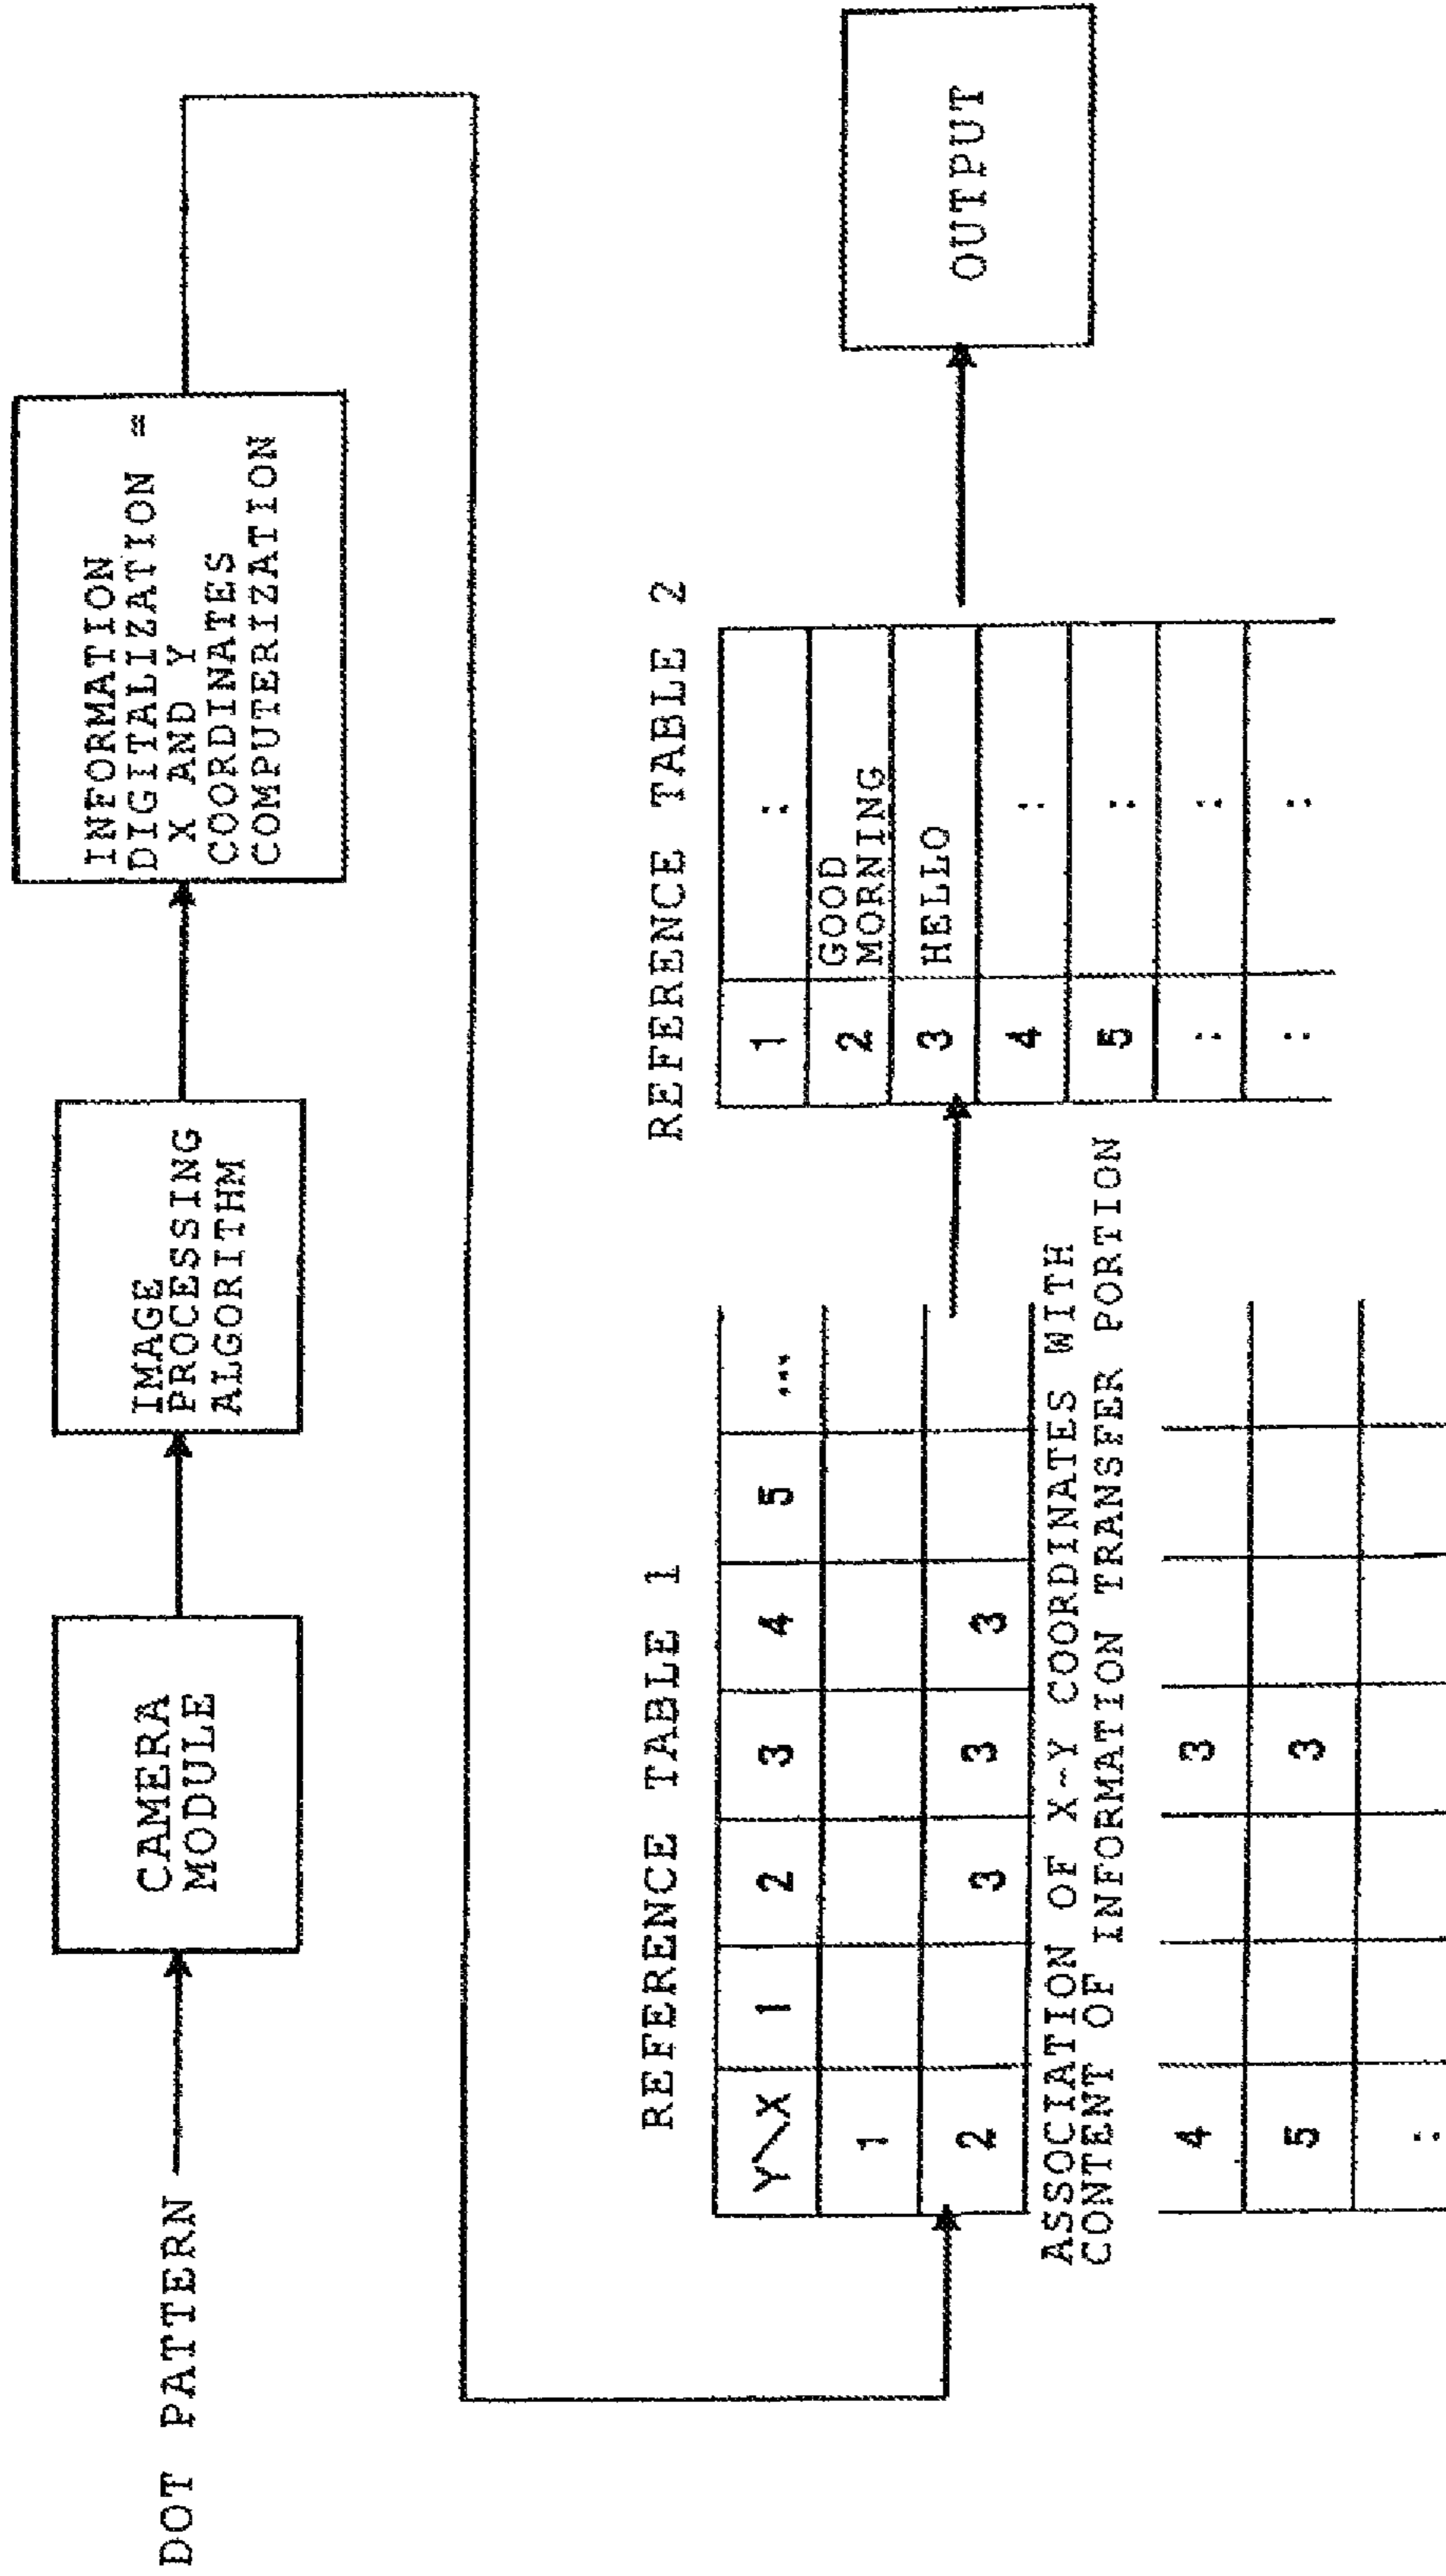 DOT PATTERN
CAMERA
MODULE
IMAGE
PROCESSING
ALGORITHM
INFORMATION
DIGITALIZATION =
X AND Y
COORDINATES
COMPUTERIZATION
REFERENCE TABLE 1
Y\X 1 2 3 4 5 ...
1
2 3 3 3
ASSOCIATION OF X-Y COORDINATES WITH
CONTENT OF INFORMATION TRANSFER PORTION
4 3
5 3
:
REFERENCE TABLE 2
1 :
2 GOOD
MORNING
3 HELLO
4 :
5 :
: :
: :
OUTPUT